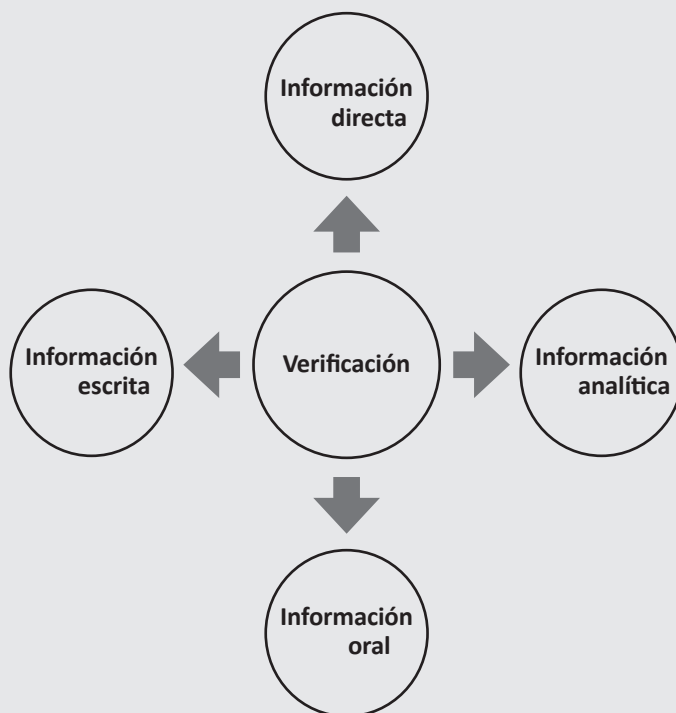 Información
directa
Información
escrita
Verificación
Información
analítica
Información
oral